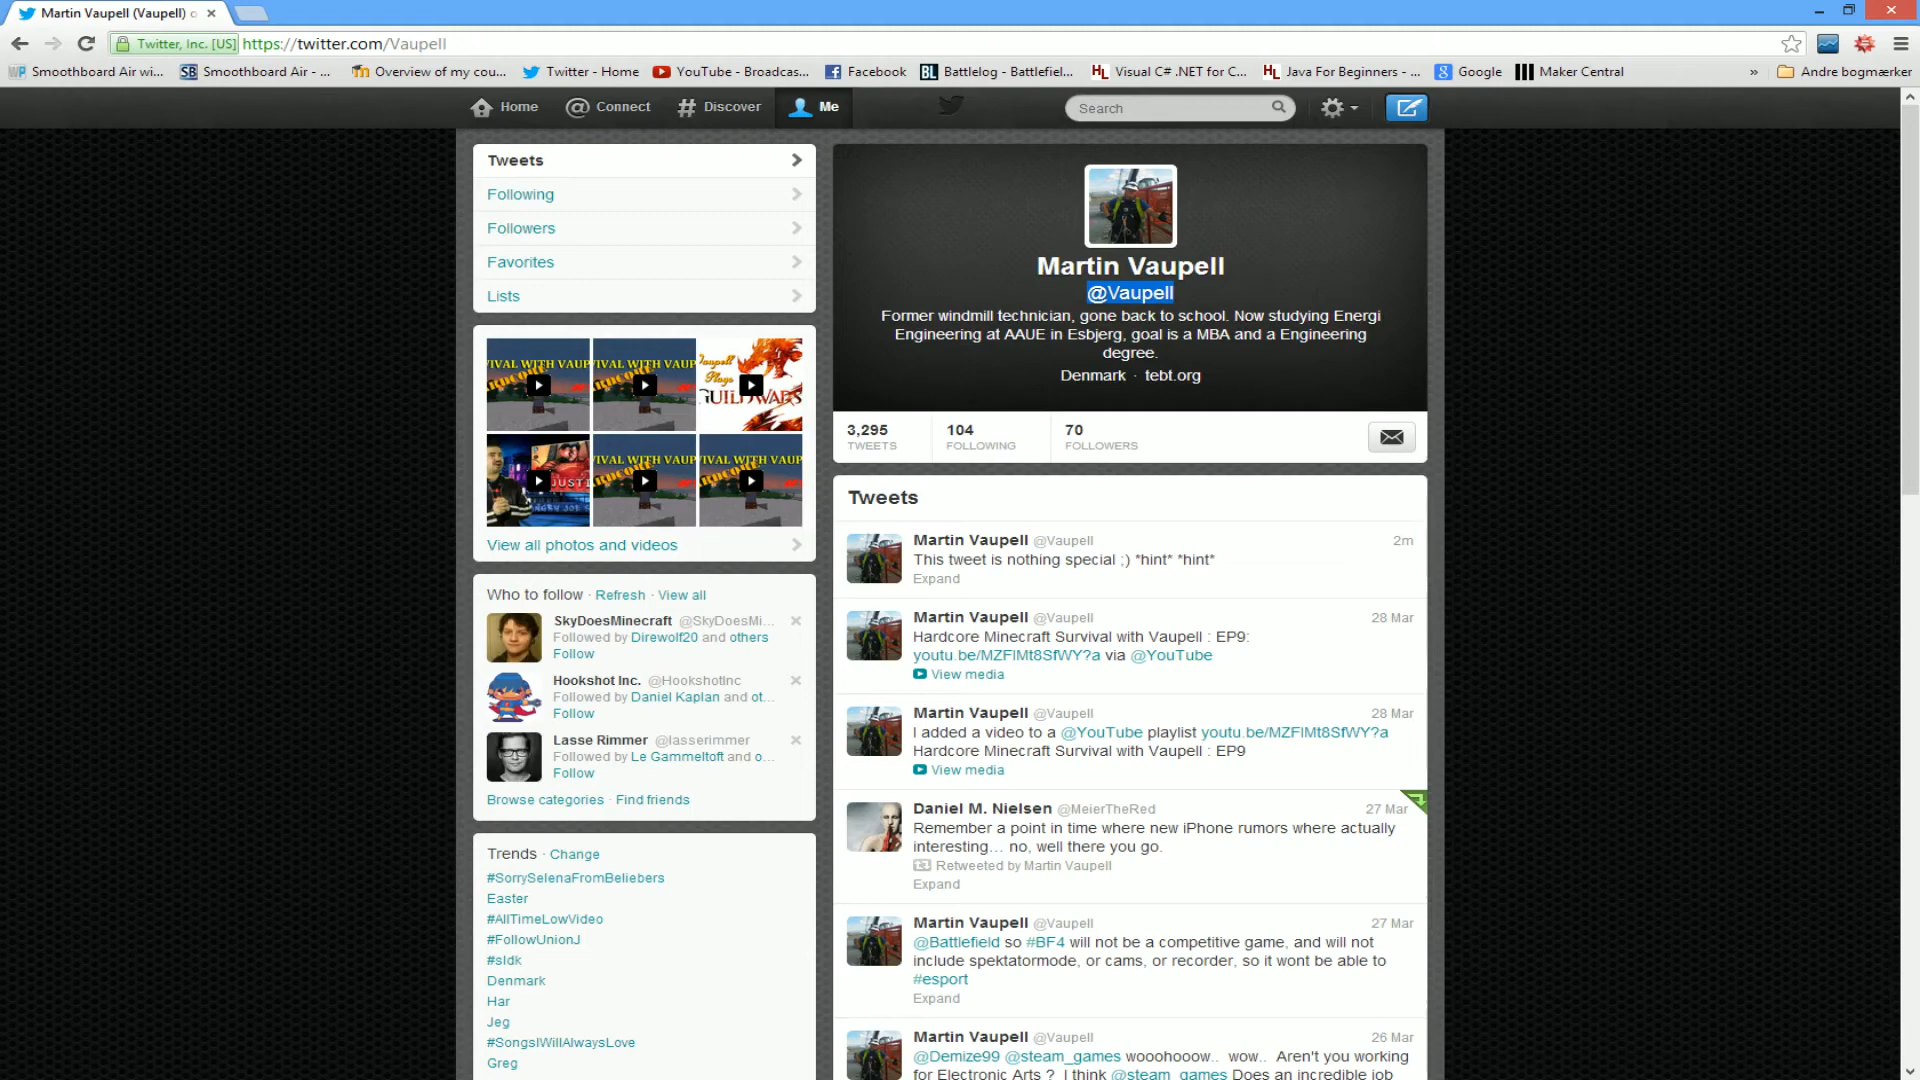 Martin Vaupell (Vaupell) o
Twitter, Inc. [US] https://twitter.com/Vaupell
Smoothboard Air wi...
Smoothboard Air - ...
Overview of my cou...
Twitter - Home
YouTube - Broadcas...
Facebook
Battlelog - Battlefiel...
Visual C# .NET for C...
Java For Beginners - ...
Google
Maker Central
»
Andre bogmærker
Home
Connect
Discover
Me
Search
Tweets
Following
Followers
Favorites
Lists
View all photos and videos
Who to follow · Refresh · View all
SkyDoesMinecraft @SkyDoesMi...
Followed by Direwolf20 and others
Follow
Hookshot Inc. @HookshotInc
Followed by Daniel Kaplan and ot...
Follow
Lasse Rimmer @lasserimmer
Followed by Le Gammeltoft and o...
Follow
Browse categories · Find friends
Trends · Change
#SorrySelenaFromBeliebers
Easter
#AllTimeLowVideo
#FollowUnionJ
#sldk
Denmark
Har
Jeg
#SongsIWillAlwaysLove
Greg
Martin Vaupell
@Vaupell
Former windmill technician, gone back to school. Now studying Energi
Engineering at AAUE in Esbjerg, goal is a MBA and a Engineering
degree.
Denmark · tebt.org
3,295
TWEETS
104
FOLLOWING
70
FOLLOWERS
Tweets
Martin Vaupell @Vaupell 2m
This tweet is nothing special ;) *hint* *hint*
Expand
Martin Vaupell @Vaupell 28 Mar
Hardcore Minecraft Survival with Vaupell : EP9:
youtu.be/MZFlMt8SfWY?a via @YouTube
View media
Martin Vaupell @Vaupell 28 Mar
I added a video to a @YouTube playlist youtu.be/MZFlMt8SfWY?a
Hardcore Minecraft Survival with Vaupell : EP9
View media
Daniel M. Nielsen @MeierTheRed 27 Mar
Remember a point in time where new iPhone rumors where actually
interesting... no, well there you go.
Retweeted by Martin Vaupell
Expand
Martin Vaupell @Vaupell 27 Mar
@Battlefield so #BF4 will not be a competitive game, and will not
include spektatormode, or cams, or recorder, so it wont be able to
#esport
Expand
Martin Vaupell @Vaupell 26 Mar
@Demize99 @steam_games wooohooow.. wow.. Aren't you working
for Electronic Arts ? I think @steam_games Does an incredible job